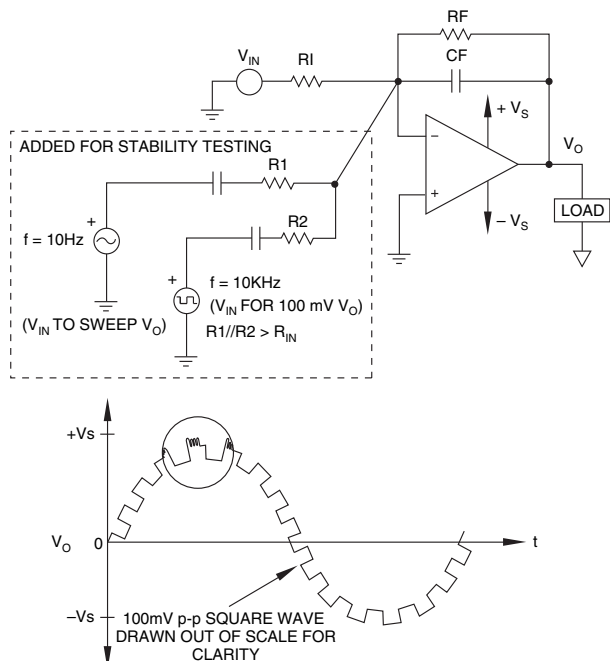 RF
CF
V_IN
RI
+ V_S
V_O
−
+
− V_S
LOAD
ADDED FOR STABILITY TESTING
R1
R2
+
f = 10Hz
+
f = 10KHz
(V_IN FOR 100 mV V_O)
(V_IN TO SWEEP V_O)
R1//R2 > R_IN
+Vs
V_O
0
t
−Vs
100mV p-p SQUARE WAVE
DRAWN OUT OF SCALE FOR
CLARITY